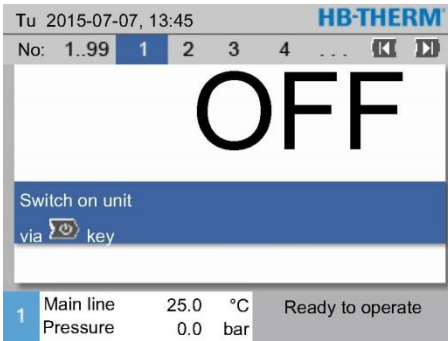 Tu 2015-07-07, 13:45 HB-THERM
No: 1..99 1 2 3 4 ...
OFF
Switch on unit
via key
1 Main line 25.0 °C Ready to operate
Pressure 0.0 bar